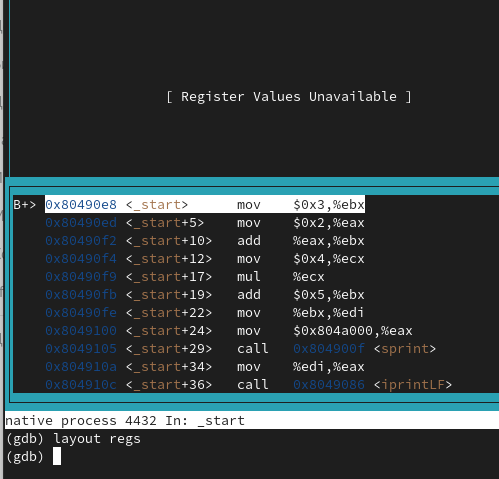 [ Register Values Unavailable ]
B+> 0x80490e8 <_start> mov $0x3,%ebx
0x80490ed <_start+5> mov $0x2,%eax
0x80490f2 <_start+10> add %eax,%ebx
0x80490f4 <_start+12> mov $0x4,%ecx
0x80490f9 <_start+17> mul %ecx
0x80490fb <_start+19> add $0x5,%ebx
0x80490fe <_start+22> mov %ebx,%edi
0x8049100 <_start+24> mov $0x804a000,%eax
0x8049105 <_start+29> call 0x804900f <sprint>
0x804910a <_start+34> mov %edi,%eax
0x804910c <_start+36> call 0x8049086 <iprintLF>
native process 4432 In: _start
(gdb) layout regs
(gdb)